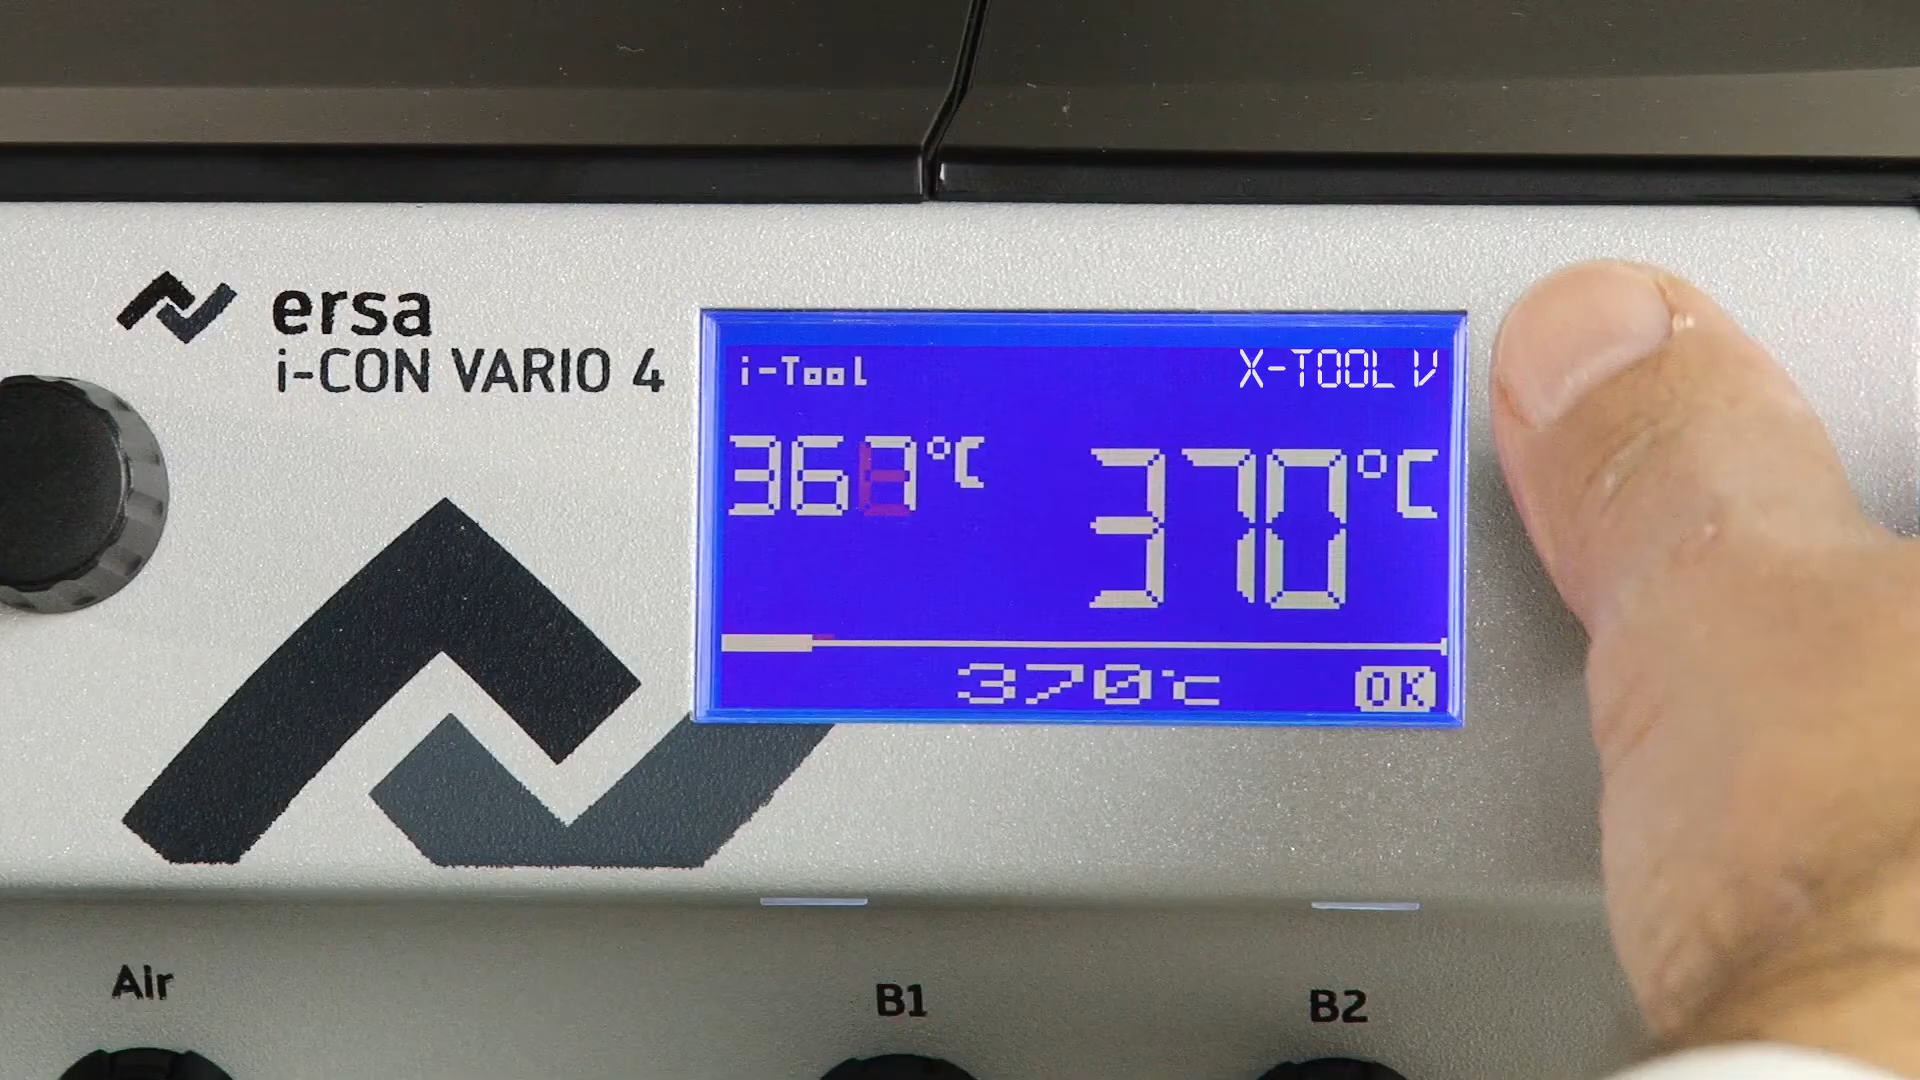 ersa
i-CON VARIO 4
i-Tool
X-TOOL V
°C
370°C
370°C
OK
Air
B1
B2